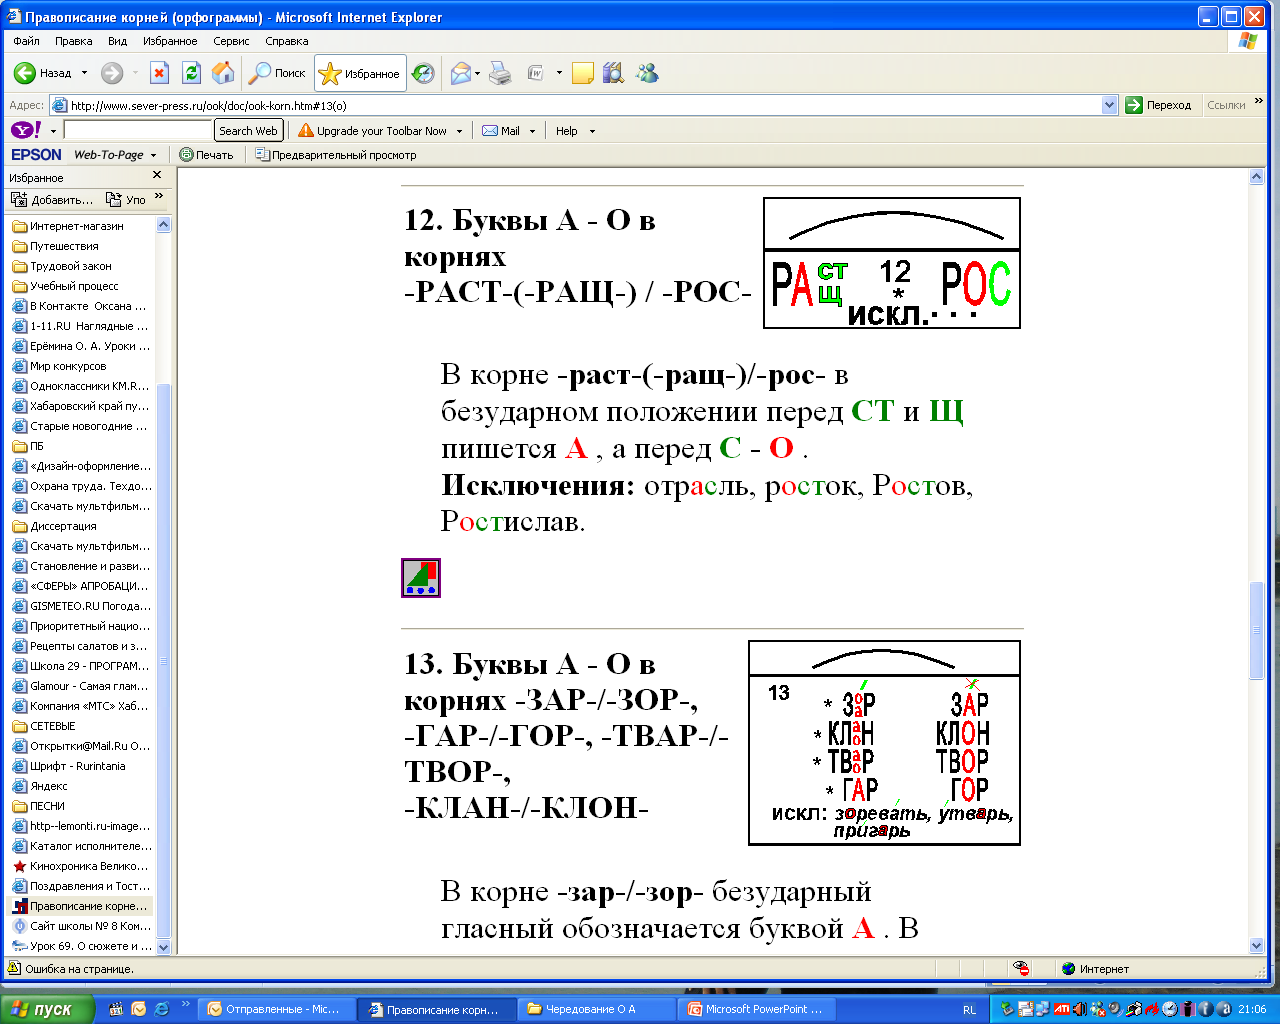 Правописание корней (орфограммы) - Microsoft Internet Explorer
Файл Правка Вид Избранное Сервис Справка
Назад Поиск Избранное
Адрес: http://www.sever-press.ru/ook/doc/ook-korn.htm#13(o) Переход Ссылки »
Y! Search Web Upgrade your Toolbar Now Mail Help
EPSON Web-To-Page Печать Предварительный просмотр
Избранное
Добавить... Упо »
Интернет-магазин
Путешествия
Трудовой закон
Учебный процесс
В Контакте Оксана ...
1-11.RU Наглядные ...
Ерёмина О. А. Уроки ...
Мир конкурсов
Одноклассники KM.R...
Хабаровский край пу...
Старые новогодние ...
ПБ
«Дизайн-оформление...
Охрана труда. Техдо...
Скачать мультфильм...
Диссертация
Скачать мультфильм...
Становление и разви...
«СФЕРЫ» АПРОБАЦИ...
GISMETEO.RU Погода...
Приоритетный нацио...
Рецепты салатов и з...
Школа 29 - ПРОГРАМ...
Glamour - Самая глам...
Компания «МТС» Хаб...
СЕТЕВЫЕ
Открытки@Mail.Ru О...
Шрифт - Rurintania
Яндекс
ПЕСНИ
http--lemonti.ru-image...
Каталог исполнителе...
Кинохроника Велико...
Поздравления и Тост...
Правописание корне...
Сайт школы № 8 Ком...
Урок 69. О сюжете и ...
12. Буквы А - О в
корнях
-РАСТ-(-РАЩ-) / -РОС-
РА СТ Щ 12 * РОС
искл. . . .
В корне -раст-(-ращ-)/-рос- в
безударном положении перед СТ и Щ
пишется А , а перед С - О .
Исключения: отрасль, росток, Ростов,
Ростислав.
13. Буквы А - О в
корнях -ЗАР-/-ЗОР-,
-ГАР-/-ГОР-, -ТВАР-/-
ТВОР-,
-КЛАН-/-КЛОН-
13
* ЗоаР ЗАР
* КЛаоН КЛОН
* ТВаоР ТВОР
* ГАР ГОР
искл: зоревать, утварь,
пригарь
В корне -зар-/-зор- безударный
гласный обозначается буквой А . В
Ошибка на странице. Интернет
пуск » Отправленные - Mic... Правописание корн... Чередование О А Microsoft PowerPoint ... RL 21:06